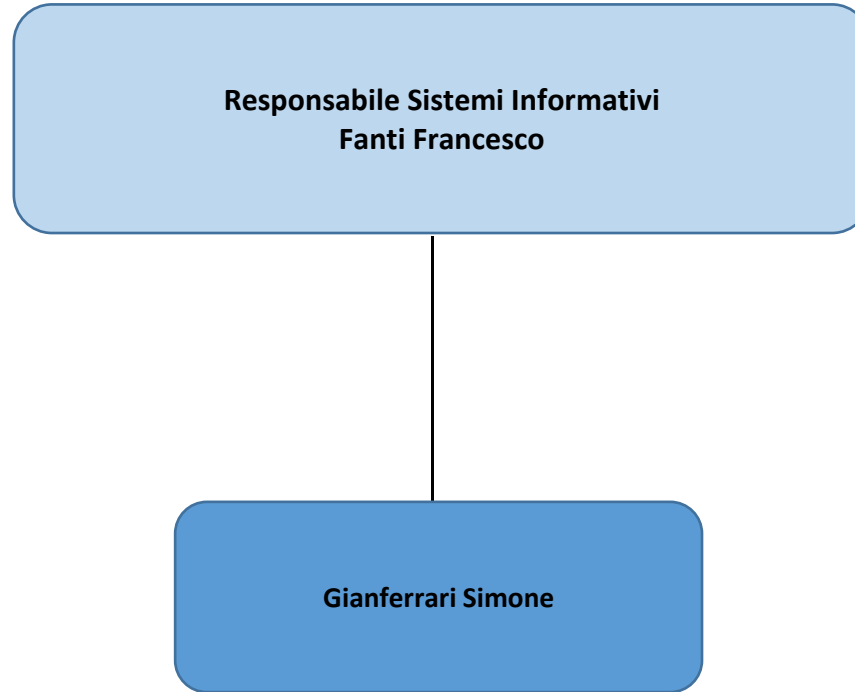 Responsabile Sistemi Informativi
Fanti Francesco
Gianferrari Simone